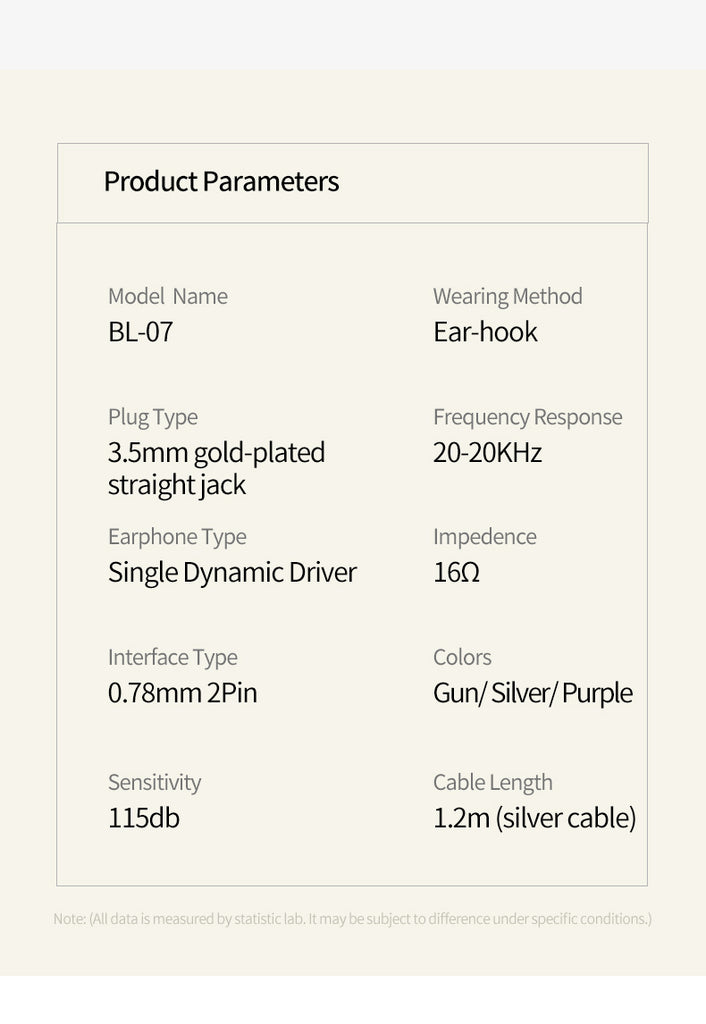 Product Parameters
Model Name
BL-07
Wearing Method
Ear-hook
Plug Type
3.5mm gold-plated
straight jack
Frequency Response
20-20KHz
Earphone Type
Single Dynamic Driver
Impedence
16Ω
Interface Type
0.78mm 2Pin
Colors
Gun/ Silver/ Purple
Sensitivity
115db
Cable Length
1.2m (silver cable)
Note: (All data is measured by statistic lab. It may be subject to difference under specific conditions.)